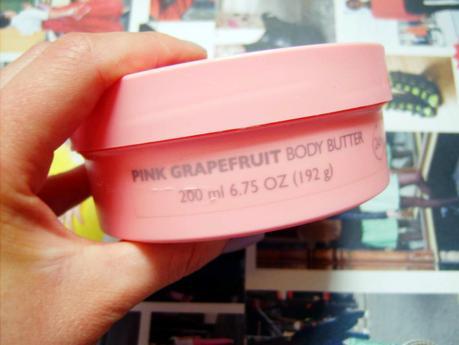 PINK GRAPEFRUIT BODY BUTTER
200 ml 6.75 OZ (192 g)